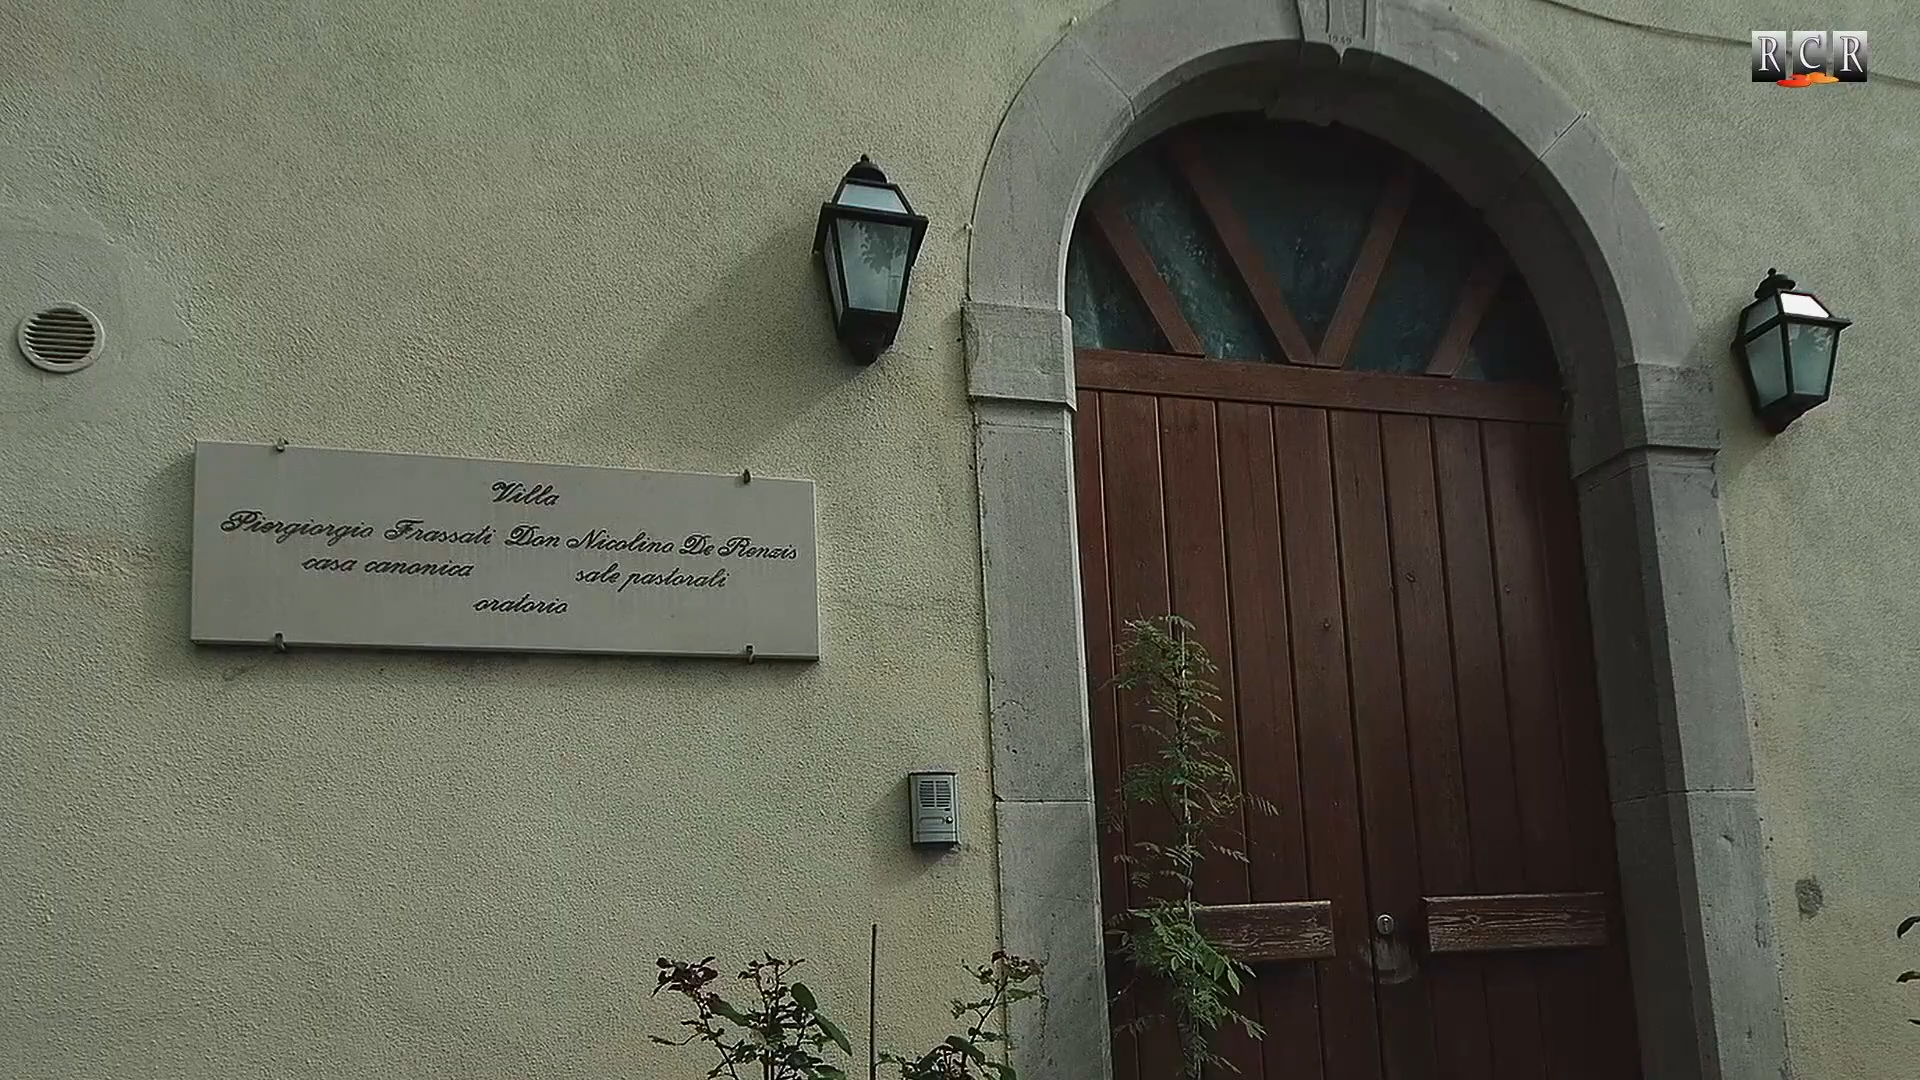 RCR
Villa
Piergiorgio Frassati Don Nicolino De Renzis
casa canonica sale pastorali
oratorio